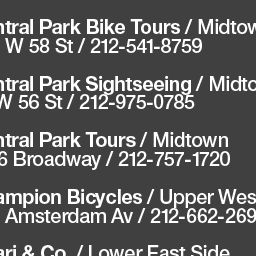 ntral Park Bike Tours / Midtow
W 58 St / 212-541-8759
ntral Park Sightseeing / Midto
W 56 St / 212-975-0785
ntral Park Tours / Midtown
6 Broadway / 212-757-1720
ampion Bicycles / Upper Wes
Amsterdam Av / 212-662-269
ari & Co. / Lower East Side